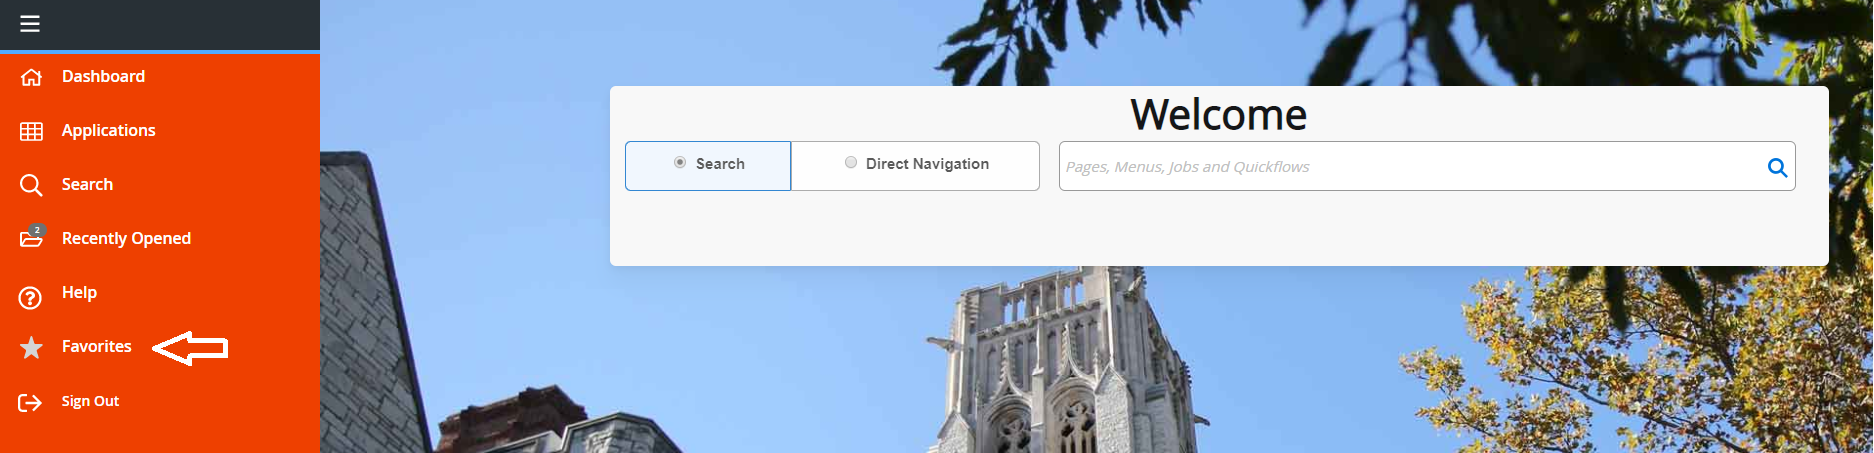 Dashboard
Applications
Search
2
Recently Opened
Help
Favorites
Sign Out
Welcome
Search
Direct Navigation
Pages, Menus, Jobs and Quickflows